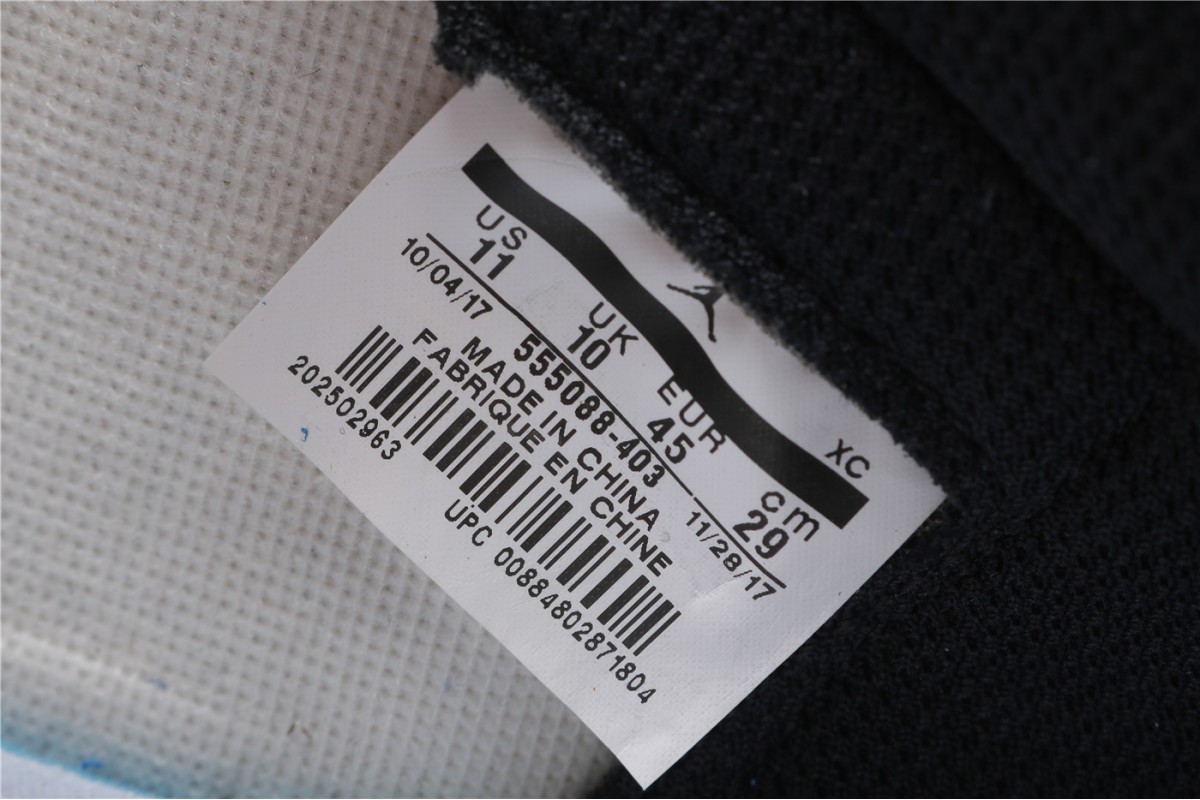 XC
US UK EUR cm
11 10 45 29
10/04/17 555088-403 11/28/17
MADE IN CHINA
FABRIQUE EN CHINE
202502963
UPC 00884802871804